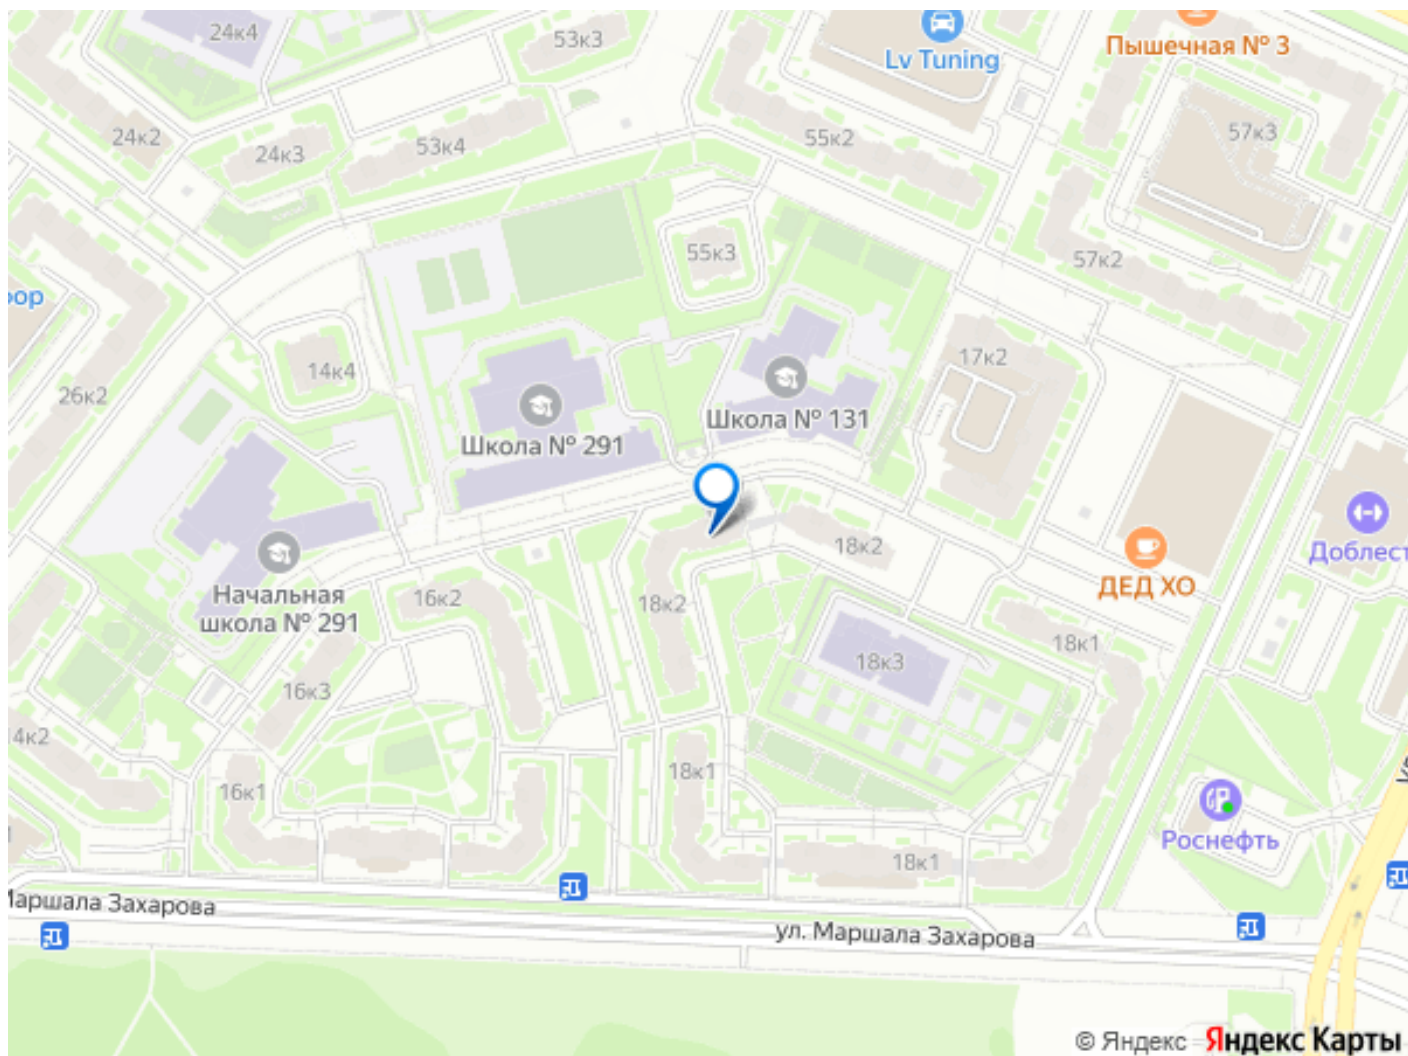 24к4
53к3
Lv Tuning
Пышечная № 3
24к2
24к3
53к4
55к2
57к3
55к3
57к2
26к2
14к4
17к2
Школа № 291
Школа № 131
Начальная
школа № 291
16к2
18к2
18к2
ДЕД ХО
Доблест
16к3
18к3
18к1
4к2
16к1
18к1
18к1
Роснефть
Маршала Захарова
ул. Маршала Захарова
© Яндекс Яндекс Карты